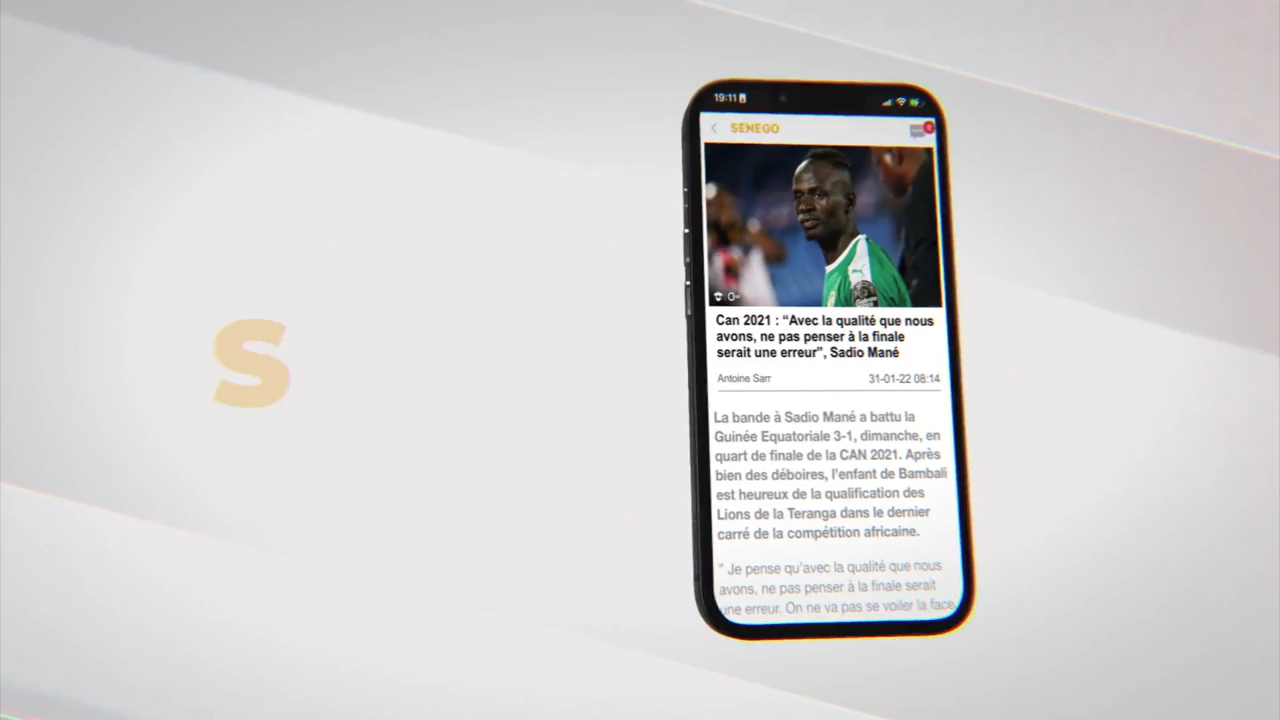 S
19:11
SENEGO
Can 2021 : “Avec la qualité que nous
avons, ne pas penser à la finale
serait une erreur”, Sadio Mané
Antoine Sarr 31-01-22 08:14
La bande à Sadio Mané a battu la
Guinée Equatoriale 3-1, dimanche, en
quart de finale de la CAN 2021. Après
bien des déboires, l’enfant de Bambali
est heureux de la qualification des
Lions de la Teranga dans le dernier
carré de la compétition africaine.
“ Je pense qu’avec la qualité que nous
avons, ne pas penser à la finale serait
une erreur. On ne va pas se voiler la face